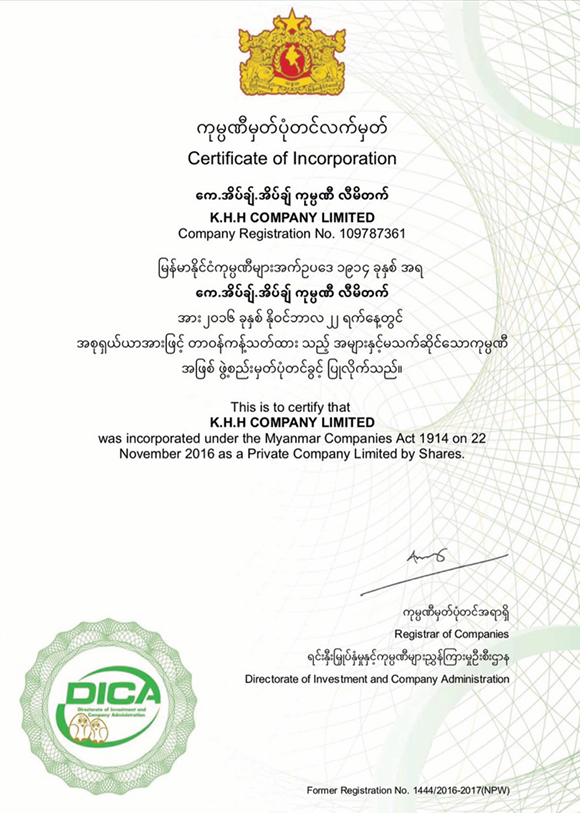 ကုမ္ပဏီမှတ်ပုံတင်လက်မှတ်
Certificate of Incorporation
ကေ.အိပ်ချ်.အိပ်ချ် ကုမ္ပဏီ လီမိတက်
K.H.H COMPANY LIMITED
Company Registration No. 109787361
မြန်မာနိုင်ငံကုမ္ပဏီများအက်ဥပဒေ ၁၉၁၄ ခုနှစ် အရ
ကေ.အိပ်ချ်.အိပ်ချ် ကုမ္ပဏီ လီမိတက်
အား၂၀၁၆ ခုနှစ် နိုဝင်ဘာလ ၂၂ ရက်နေ့တွင်
အစုရှယ်ယာအားဖြင့် တာဝန်ကန့်သတ်ထား သည့် အများနှင့်မသက်ဆိုင်သောကုမ္ပဏီ
အဖြစ် ဖွဲ့စည်းမှတ်ပုံတင်ခွင့် ပြုလိုက်သည်။
This is to certify that
K.H.H COMPANY LIMITED
was incorporated under the Myanmar Companies Act 1914 on 22
November 2016 as a Private Company Limited by Shares.
ကုမ္ပဏီမှတ်ပုံတင်အရာရှိ
Registrar of Companies
ရင်းနှီးမြှုပ်နှံမှုနှင့်ကုမ္ပဏီများညွှန်ကြားမှုဦးစီးဌာန
Directorate of Investment and Company Administration
DICA
Directorate of Investment and
Company Administration
Former Registration No. 1444/2016-2017(NPW)